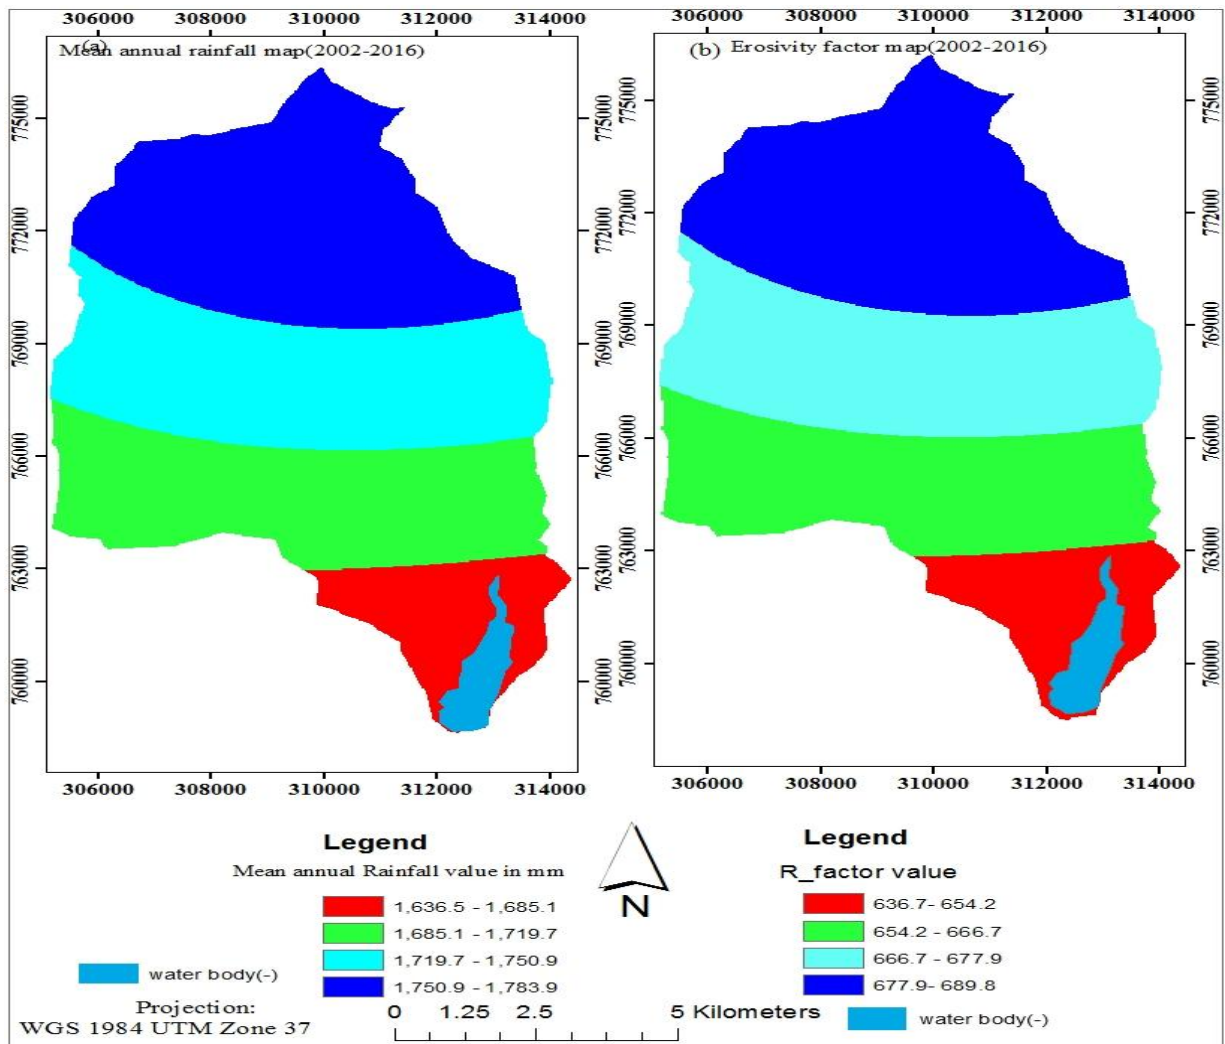 306000 308000 310000 312000 314000
306000 308000 310000 312000 314000
(a)
Mean annual rainfall map(2002-2016)
(b) Erosivity factor map(2002-2016)
775000
772000
769000
766000
763000
760000
775000
772000
769000
766000
763000
760000
775000
772000
769000
766000
763000
760000
775000
772000
769000
766000
763000
760000
306000 308000 310000 312000 314000
306000 308000 310000 312000 314000
Legend
Mean annual Rainfall value in mm
1,636.5 - 1,685.1
1,685.1 - 1,719.7
1,719.7 - 1,750.9
1,750.9 - 1,783.9
water body(-)
Projection:
WGS 1984 UTM Zone 37
N
0 1.25 2.5 5 Kilometers
Legend
R_factor value
636.7- 654.2
654.2 - 666.7
666.7 - 677.9
677.9- 689.8
water body(-)